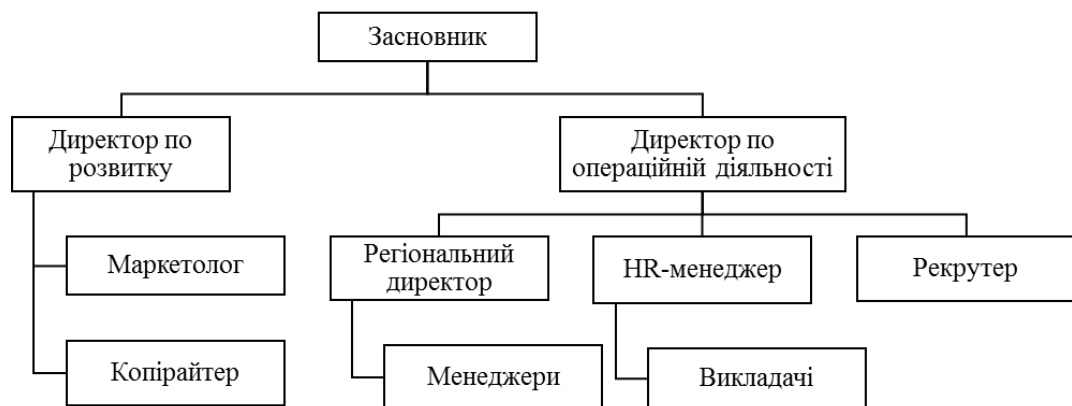 Засновник
Директор по
розвитку
Директор по
операційній діяльності
Маркетолог
Регіональний
директор
HR-менеджер
Рекрутер
Копірайтер
Менеджери
Викладачі